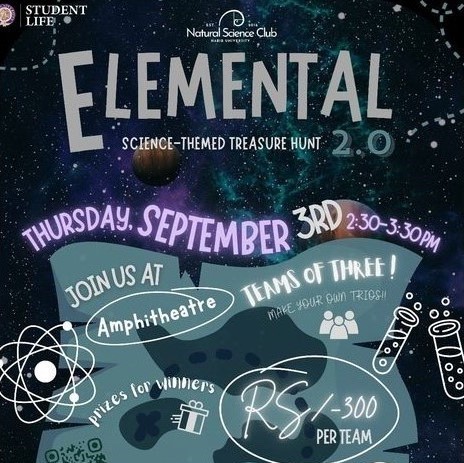 STUDENT
LIFE
EST. 2015
Natural Science Club
HABIB UNIVERSITY
ELEMENTAL
SCIENCE-THEMED TREASURE HUNT 2.0
THURSDAY, SEPTEMBER 3RD 2:30-3:30PM
JOIN US AT
Amphitheatre
TEAMS OF THREE!
MAKE YOUR OWN TRIOS!!
prizes for winners
RS/-300
PER TEAM